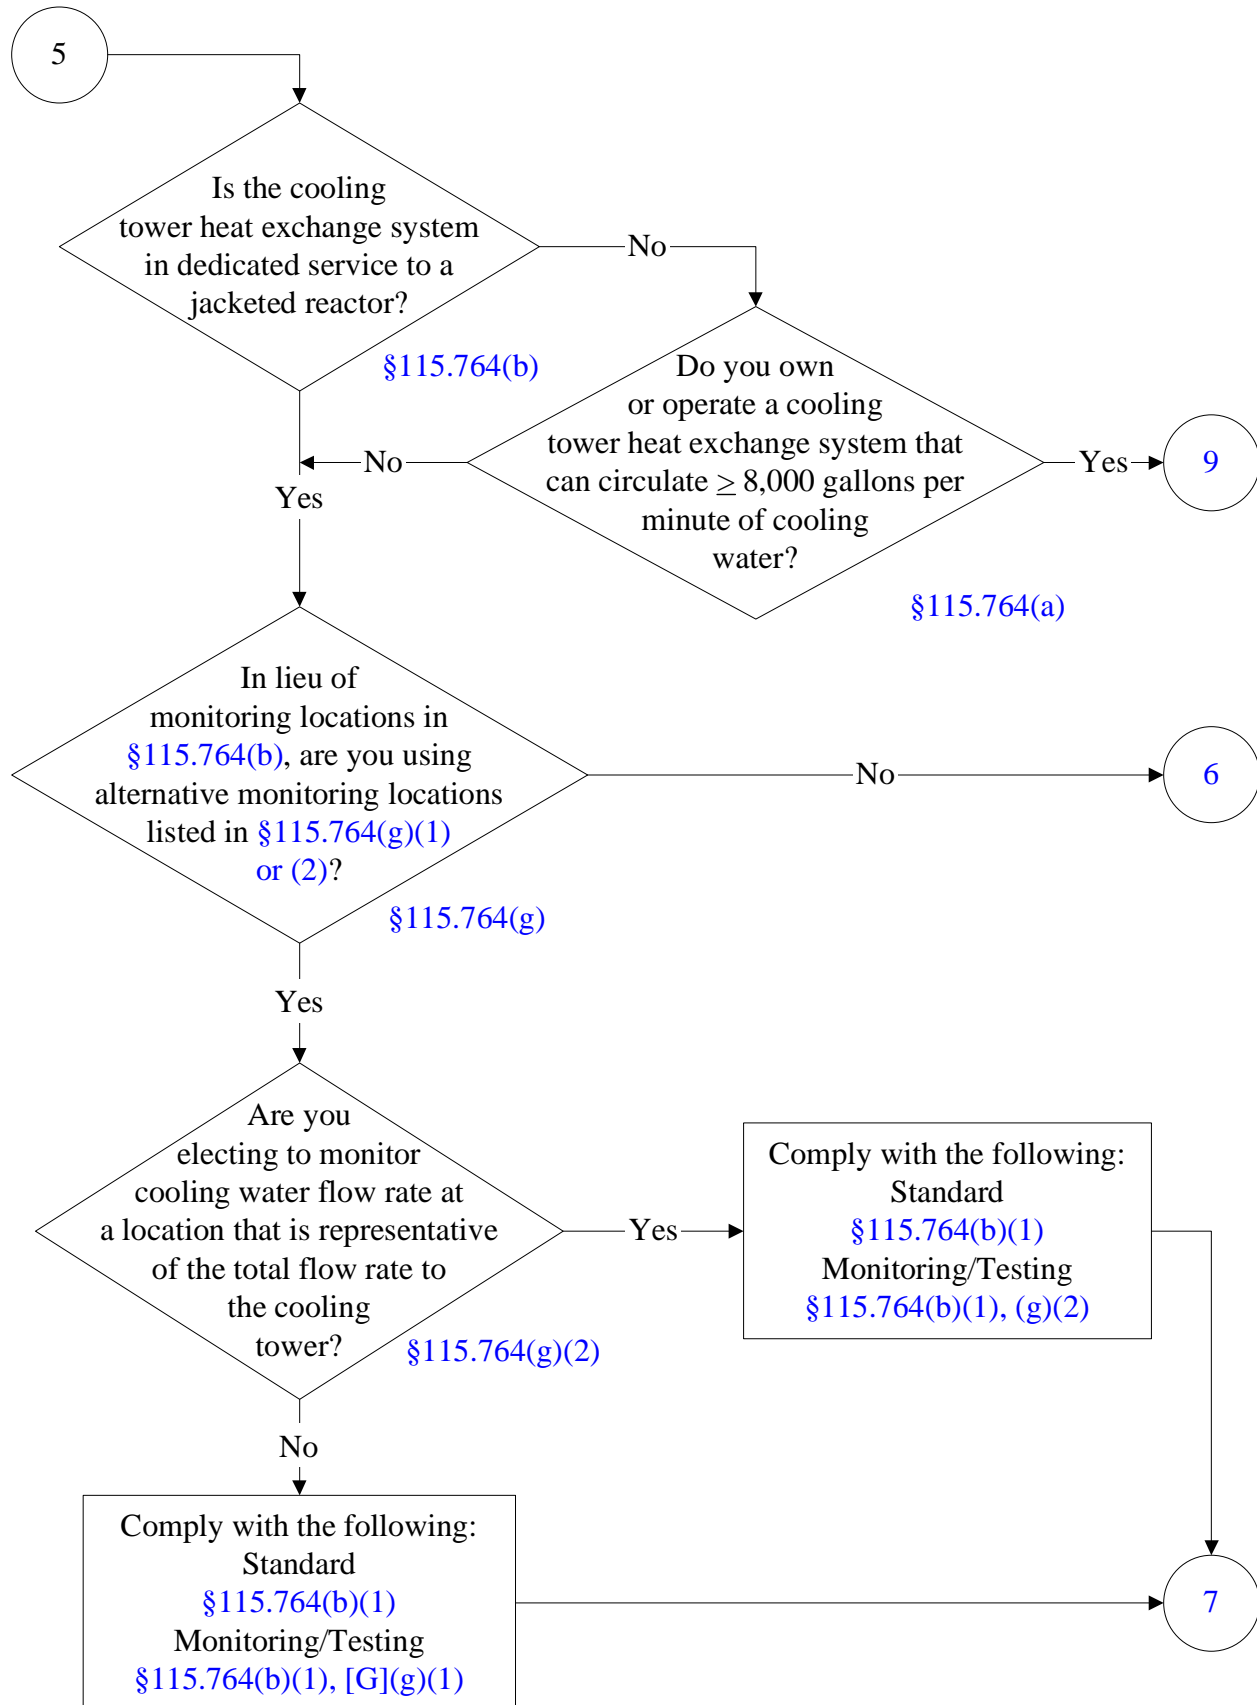 5
Is the cooling
tower heat exchange system
in dedicated service to a
jacketed reactor?
§115.764(b)
No
Do you own
or operate a cooling
tower heat exchange system that
can circulate ≥ 8,000 gallons per
minute of cooling
water?
§115.764(a)
No
Yes
9
Yes
In lieu of
monitoring locations in
§115.764(b), are you using
alternative monitoring locations
listed in §115.764(g)(1)
or (2)?
§115.764(g)
No
6
Yes
Are you
electing to monitor
cooling water flow rate at
a location that is representative
of the total flow rate to
the cooling
tower?
§115.764(g)(2)
Yes
Comply with the following:
Standard
§115.764(b)(1)
Monitoring/Testing
§115.764(b)(1), (g)(2)
No
Comply with the following:
Standard
§115.764(b)(1)
Monitoring/Testing
§115.764(b)(1), [G](g)(1)
7